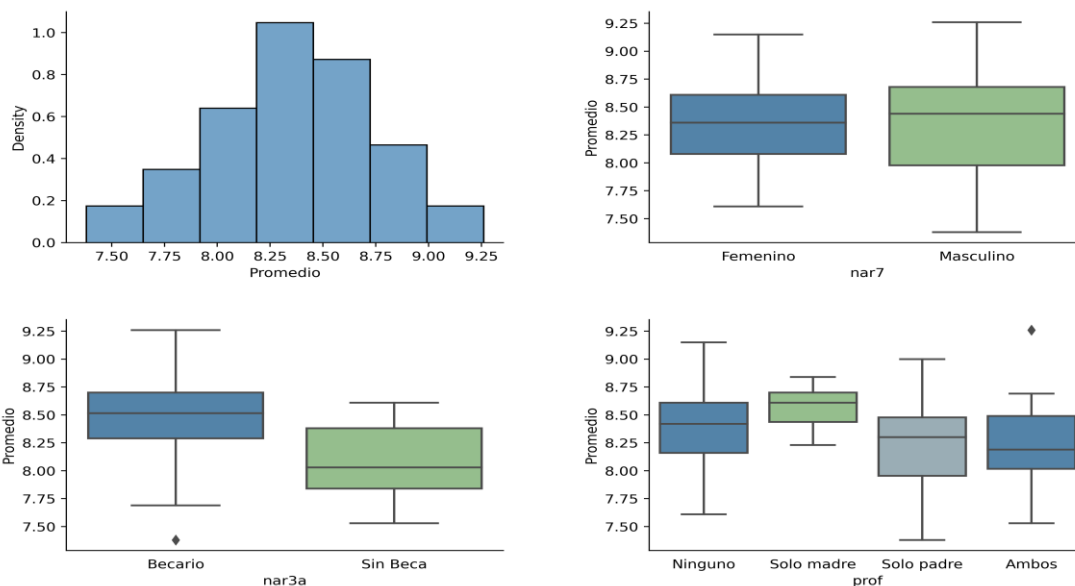 1.0
0.8
0.6
0.4
0.2
0.0
Density
7.50 7.75 8.00 8.25 8.50 8.75 9.00 9.25
Promedio
9.25
9.00
8.75
8.50
8.25
8.00
7.75
7.50
Promedio
Femenino Masculino
nar7
9.25
9.00
8.75
8.50
8.25
8.00
7.75
7.50
Promedio
Becario Sin Beca
nar3a
9.25
9.00
8.75
8.50
8.25
8.00
7.75
7.50
Promedio
Ninguno Solo madre Solo padre Ambos
prof